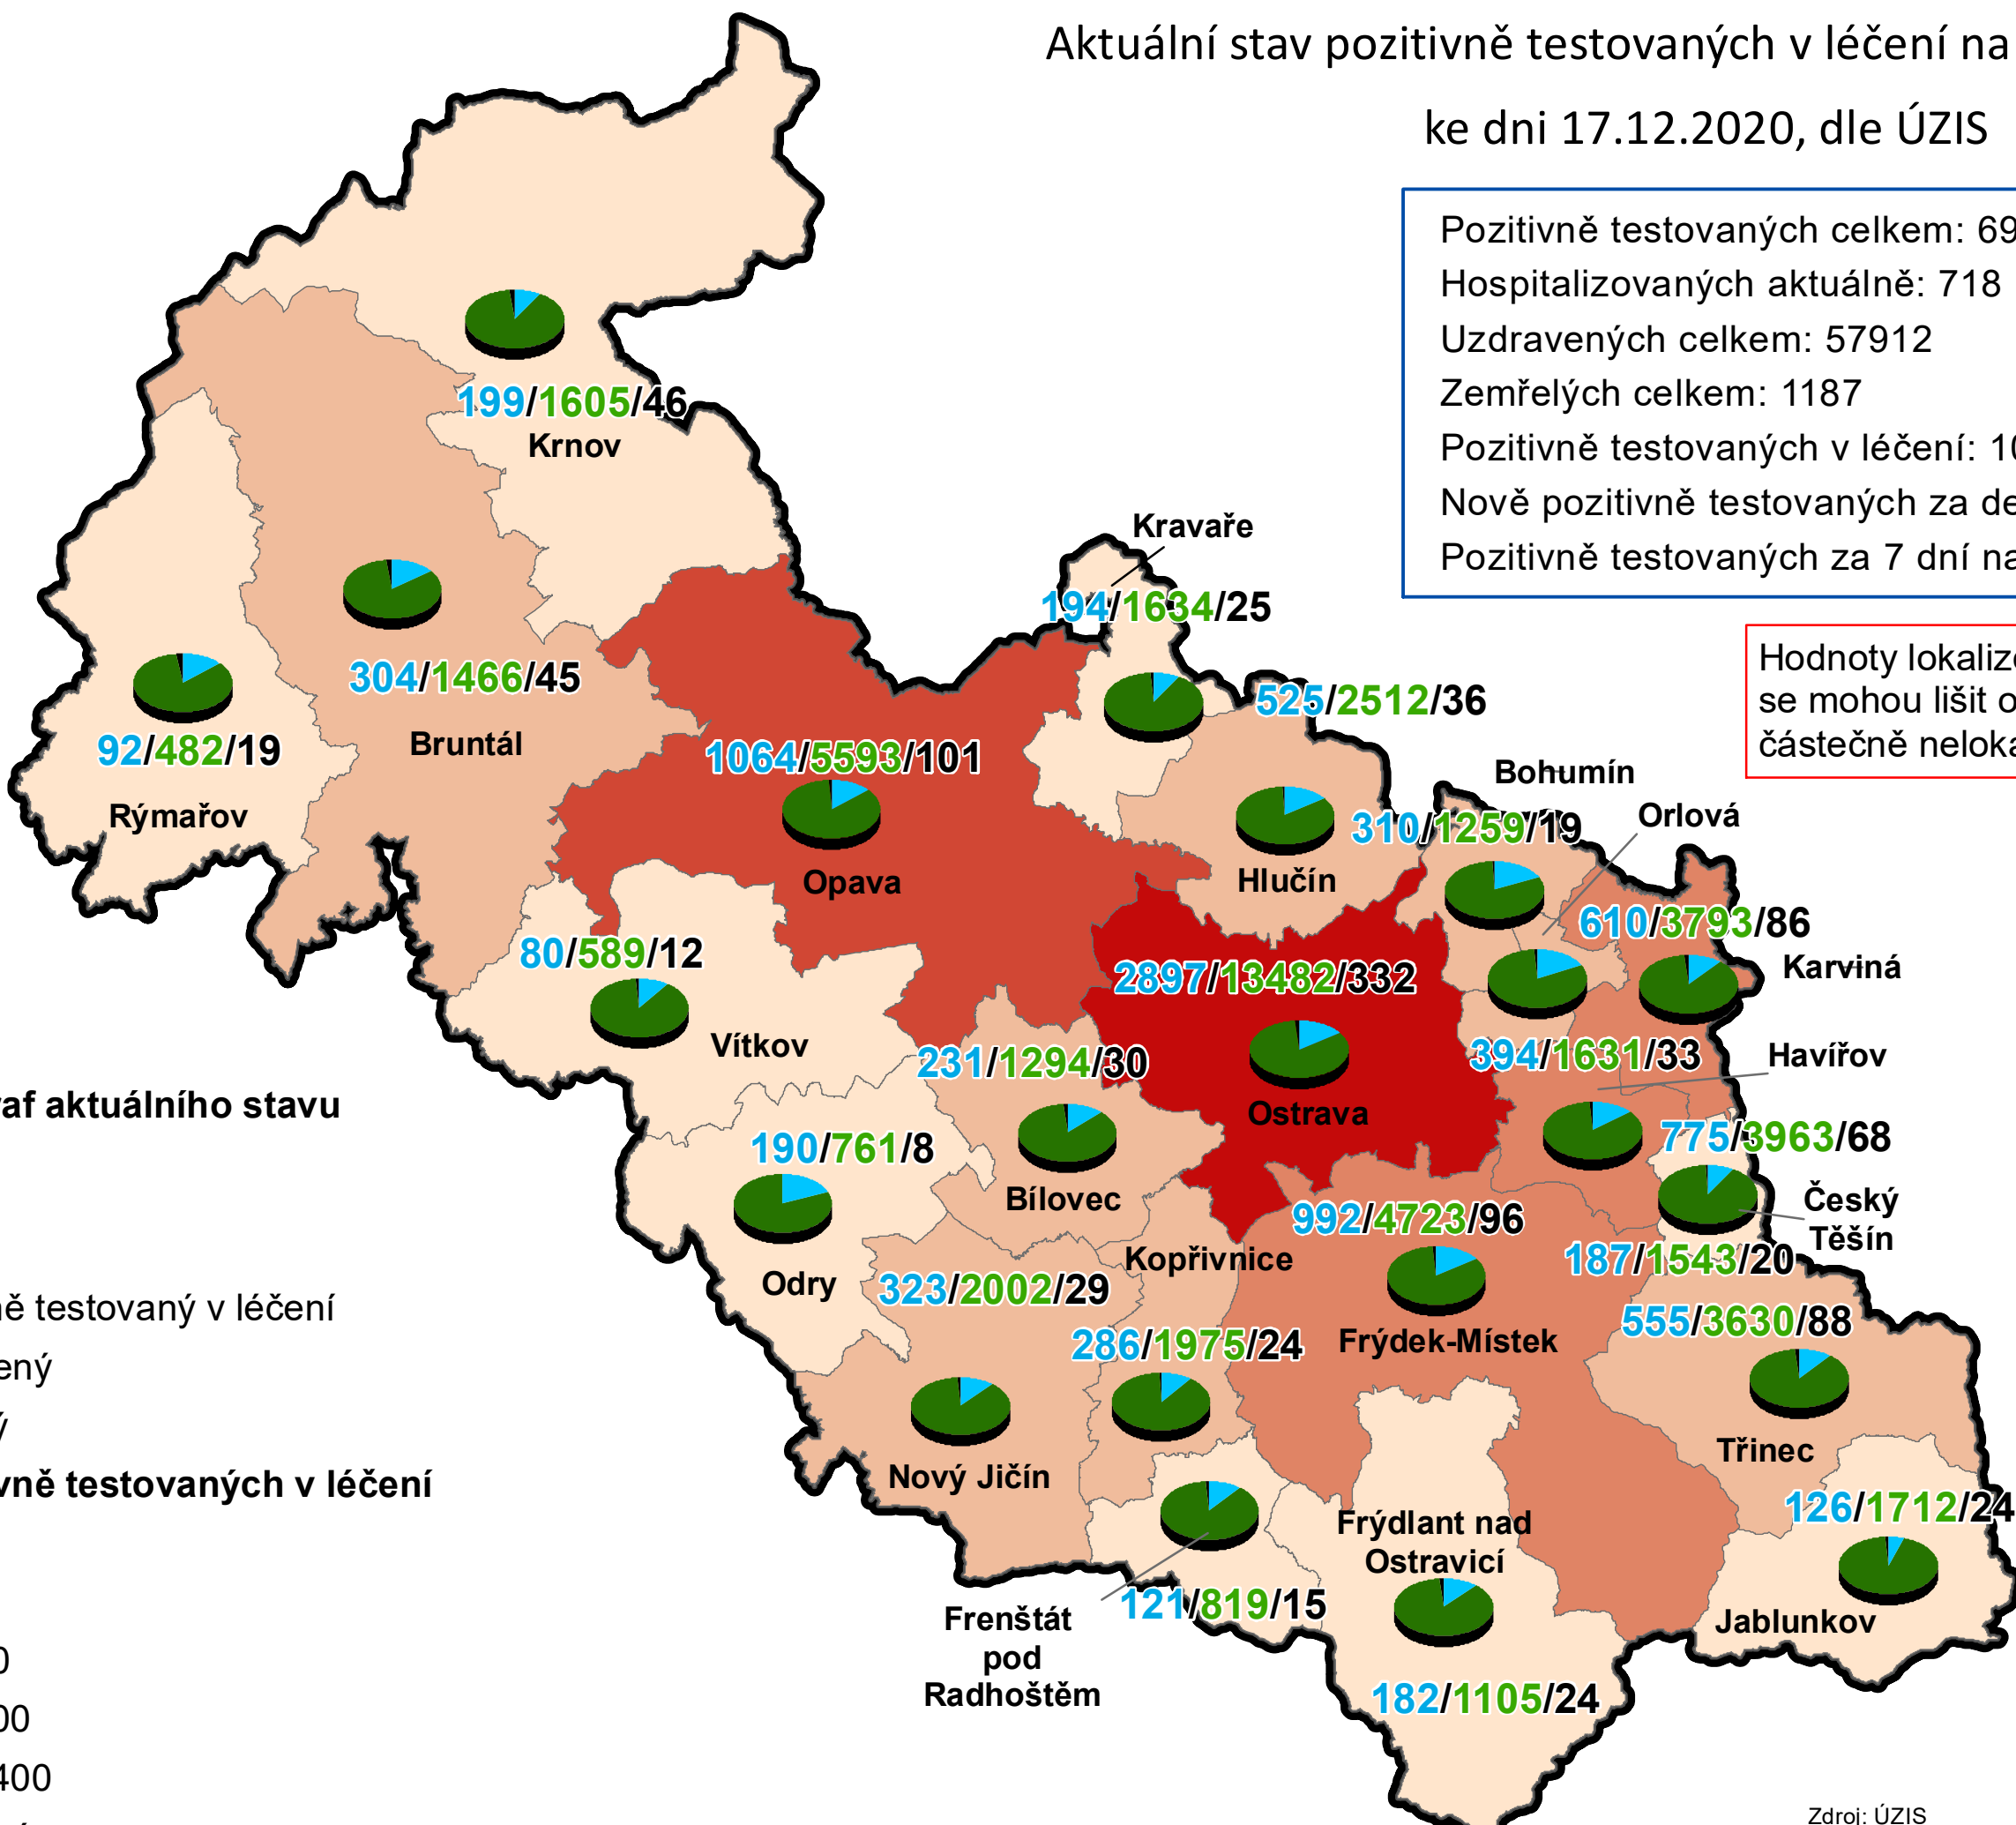 Aktuální stav pozitivně testovaných v léčení na
ke dni 17.12.2020, dle ÚZIS
Pozitivně testovaných celkem: 69
Hospitalizovaných aktuálně: 718
Uzdravených celkem: 57912
Zemřelých celkem: 1187
Pozitivně testovaných v léčení: 10
Nově pozitivně testovaných za de
Pozitivně testovaných za 7 dní na
Hodnoty lokalizo
se mohou lišit o
částečně neloka
199/1605/46
Krnov
Kravaře
194/1634/25
304/1466/45
Bruntál
92/482/19
Rýmařov
525/2512/36
Hlučín
1064/5593/101
Opava
Bohumín
310/1259/19
Orlová
610/3793/86
Karviná
80/589/12
Vítkov
2897/13482/332
Ostrava
231/1294/30
Bílovec
394/1631/33
Havířov
775/3963/68
Český
Těšín
187/1543/20
190/761/8
Odry
992/4723/96
Frýdek-Místek
Kopřivnice
286/1975/24
323/2002/29
Nový Jičín
555/3630/88
Třinec
126/1712/24
Jablunkov
Frýdlant nad
Ostravicí
182/1105/24
121/819/15
Frenštát
pod
Radhoštěm
raf aktuálního stavu
ně testovaný v léčení
ený
ý
vně testovaných v léčení
0
00
400
Zdroj: ÚZIS